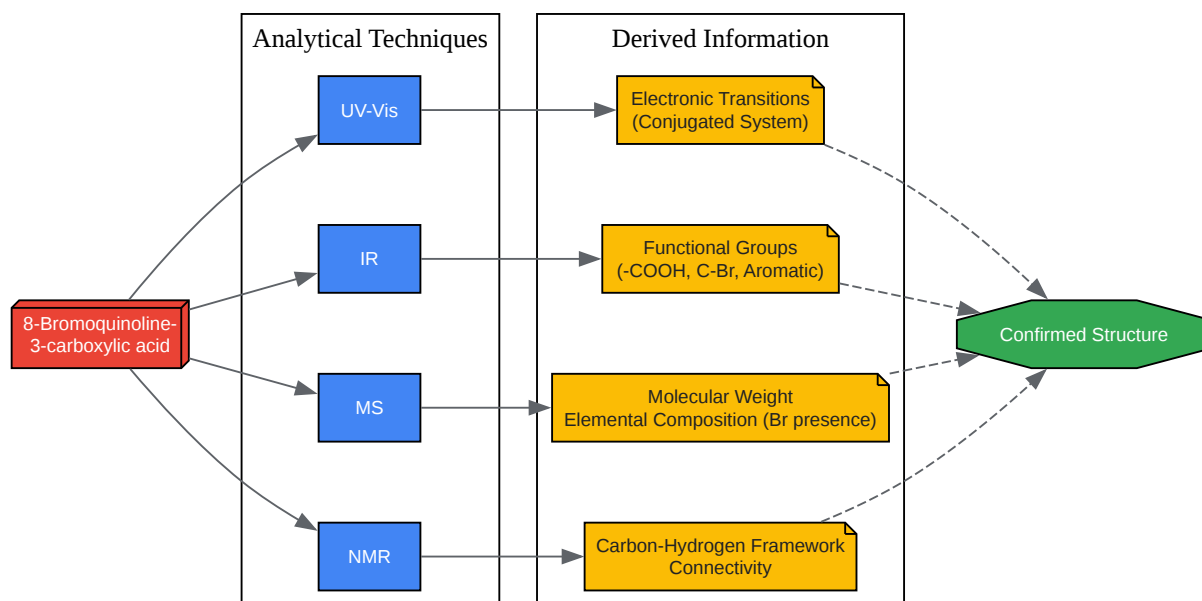 Analytical Techniques
Derived Information
UV-Vis
Electronic Transitions
(Conjugated System)
IR
Functional Groups
(-COOH, C-Br, Aromatic)
8-Bromoquinoline-
3-carboxylic acid
Confirmed Structure
MS
Molecular Weight
Elemental Composition (Br presence)
NMR
Carbon-Hydrogen Framework
Connectivity